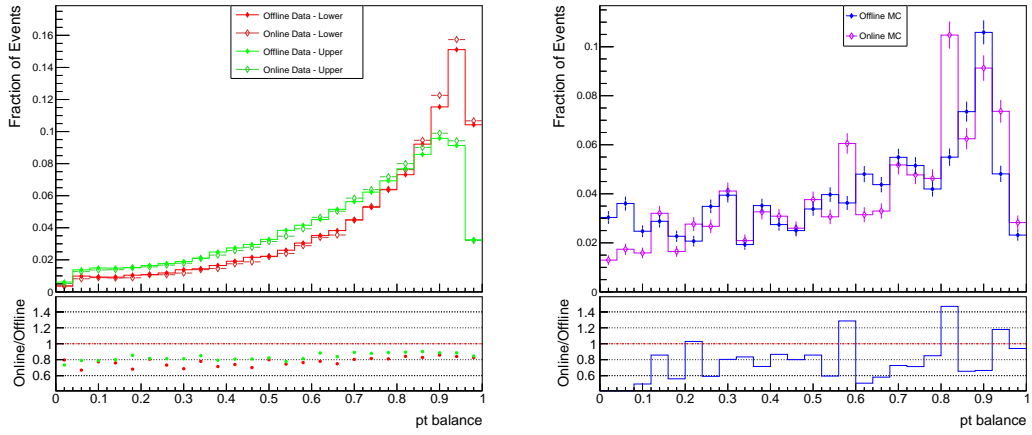 Fraction of Events
0.16
0.14
0.12
0.1
0.08
0.06
0.04
0.02
0
Offline Data - Lower
Online Data - Lower
Offline Data - Upper
Online Data - Upper
Online/Offline
1.4
1.2
1
0.8
0.6
0 0.1 0.2 0.3 0.4 0.5 0.6 0.7 0.8 0.9 1
pt balance
Fraction of Events
0.1
0.08
0.06
0.04
0.02
0
Offline MC
Online MC
Online/Offline
1.4
1.2
1
0.8
0.6
0 0.1 0.2 0.3 0.4 0.5 0.6 0.7 0.8 0.9 1
pt balance